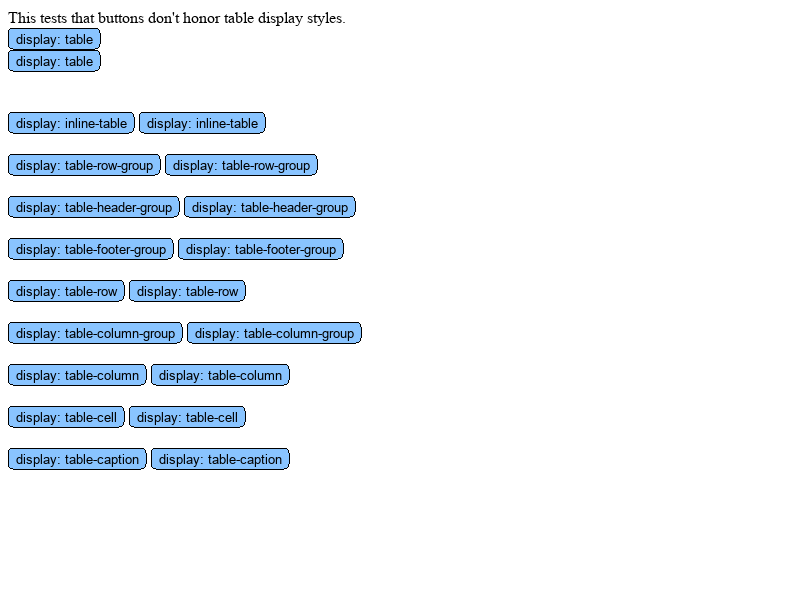 This tests that buttons don't honor table display styles.
display: table
display: table
display: inline-table display: inline-table
display: table-row-group display: table-row-group
display: table-header-group display: table-header-group
display: table-footer-group display: table-footer-group
display: table-row display: table-row
display: table-column-group display: table-column-group
display: table-column display: table-column
display: table-cell display: table-cell
display: table-caption display: table-caption